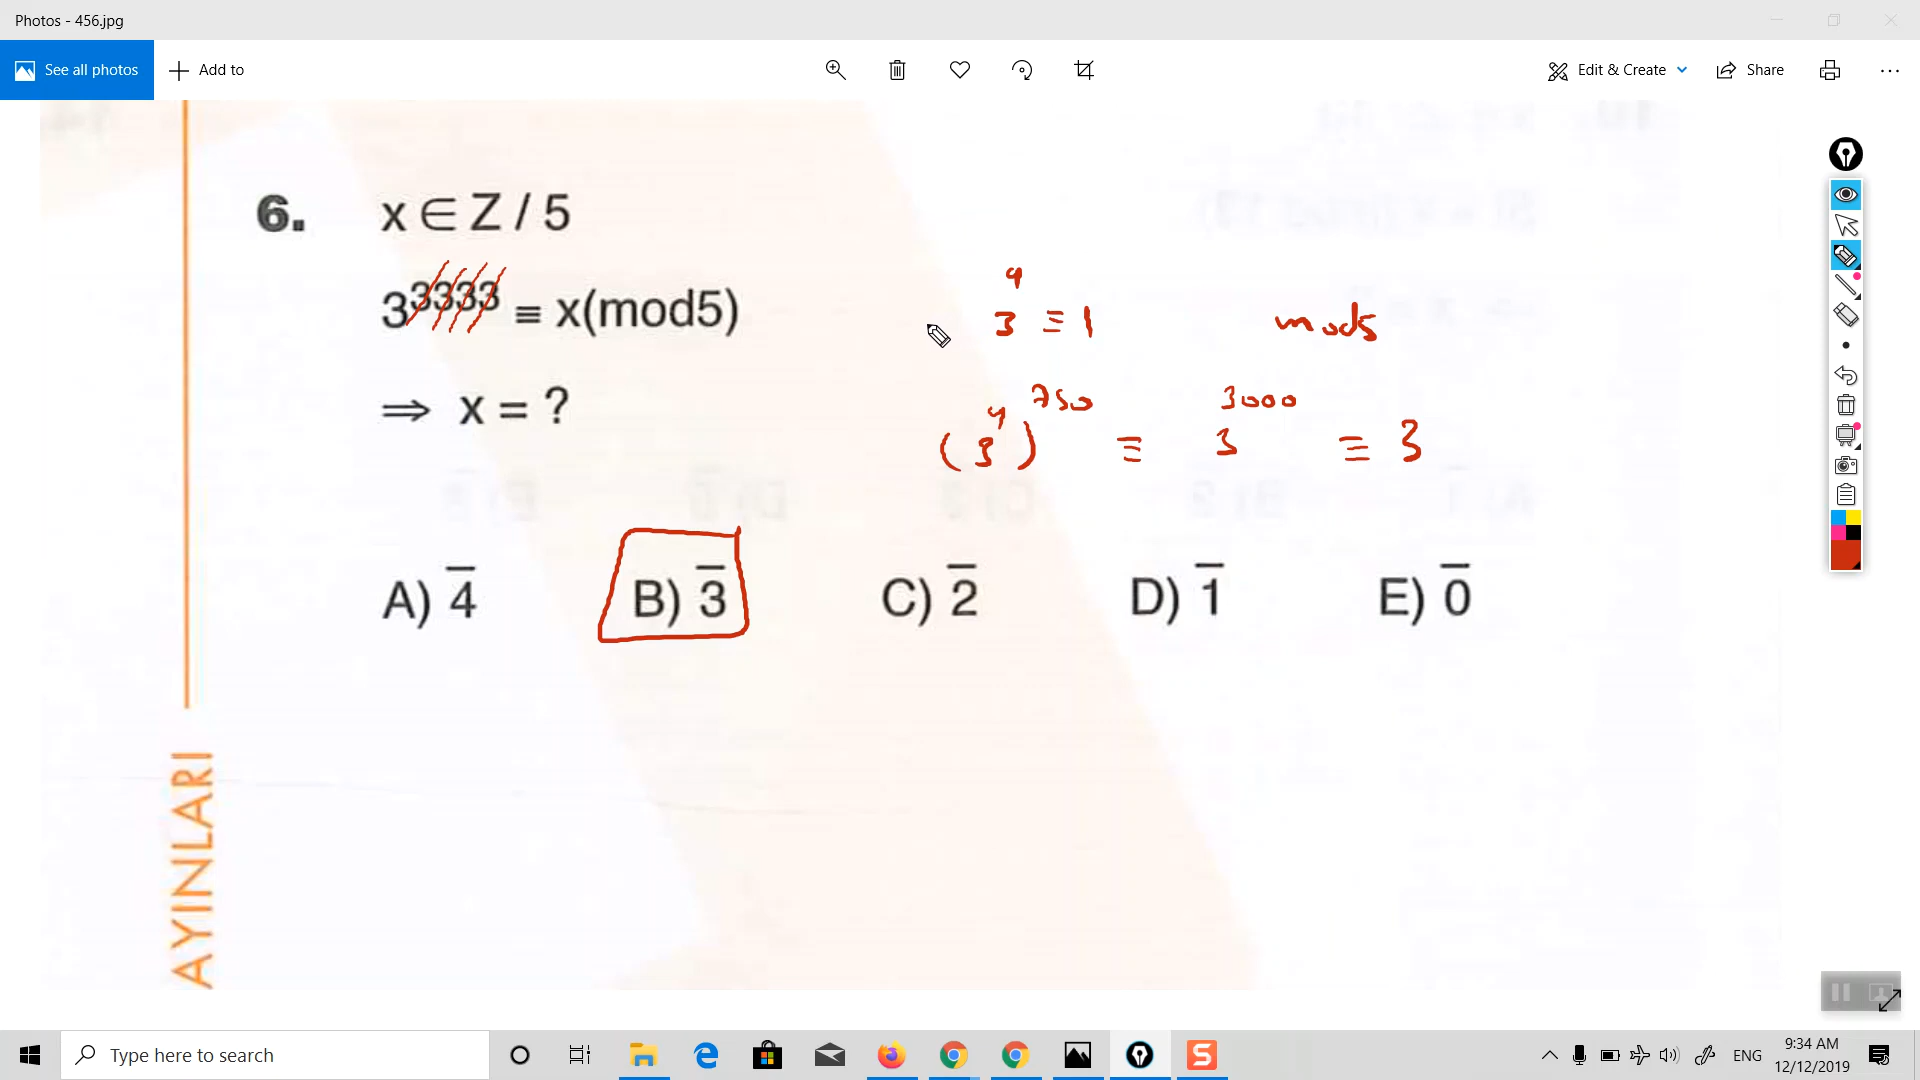 Photos - 456.jpg
See all photos
Add to
Edit & Create
Share
6. x ∈ Z / 5
3^3333 ≡ x(mod5)
⇒ x = ?
3^4 ≡ 1 mod5
(3^4)^750 ≡ 3^3000 ≡ 3
A) 4̅ B) 3̅ C) 2̅ D) 1̅ E) 0̅
AYINLARI
Type here to search
ENG
9:34 AM
12/12/2019